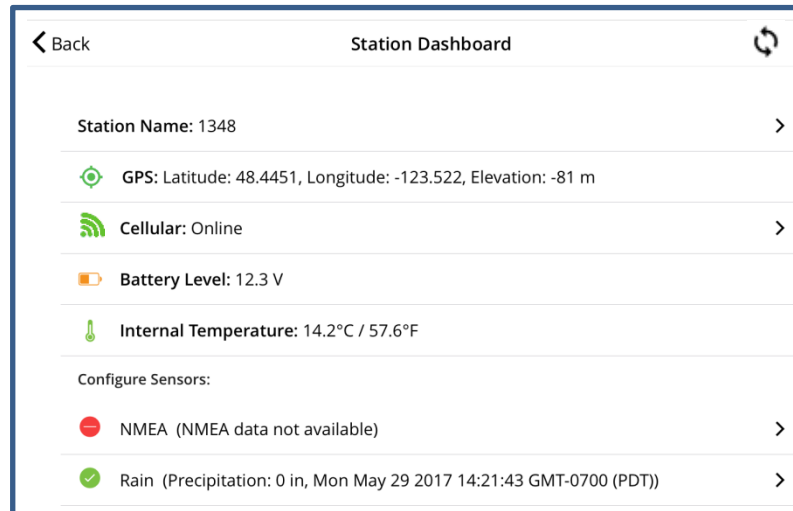 Back Station Dashboard
Station Name: 1348
GPS: Latitude: 48.4451, Longitude: -123.522, Elevation: -81 m
Cellular: Online
Battery Level: 12.3 V
Internal Temperature: 14.2°C / 57.6°F
Configure Sensors:
NMEA (NMEA data not available)
Rain (Precipitation: 0 in, Mon May 29 2017 14:21:43 GMT-0700 (PDT))